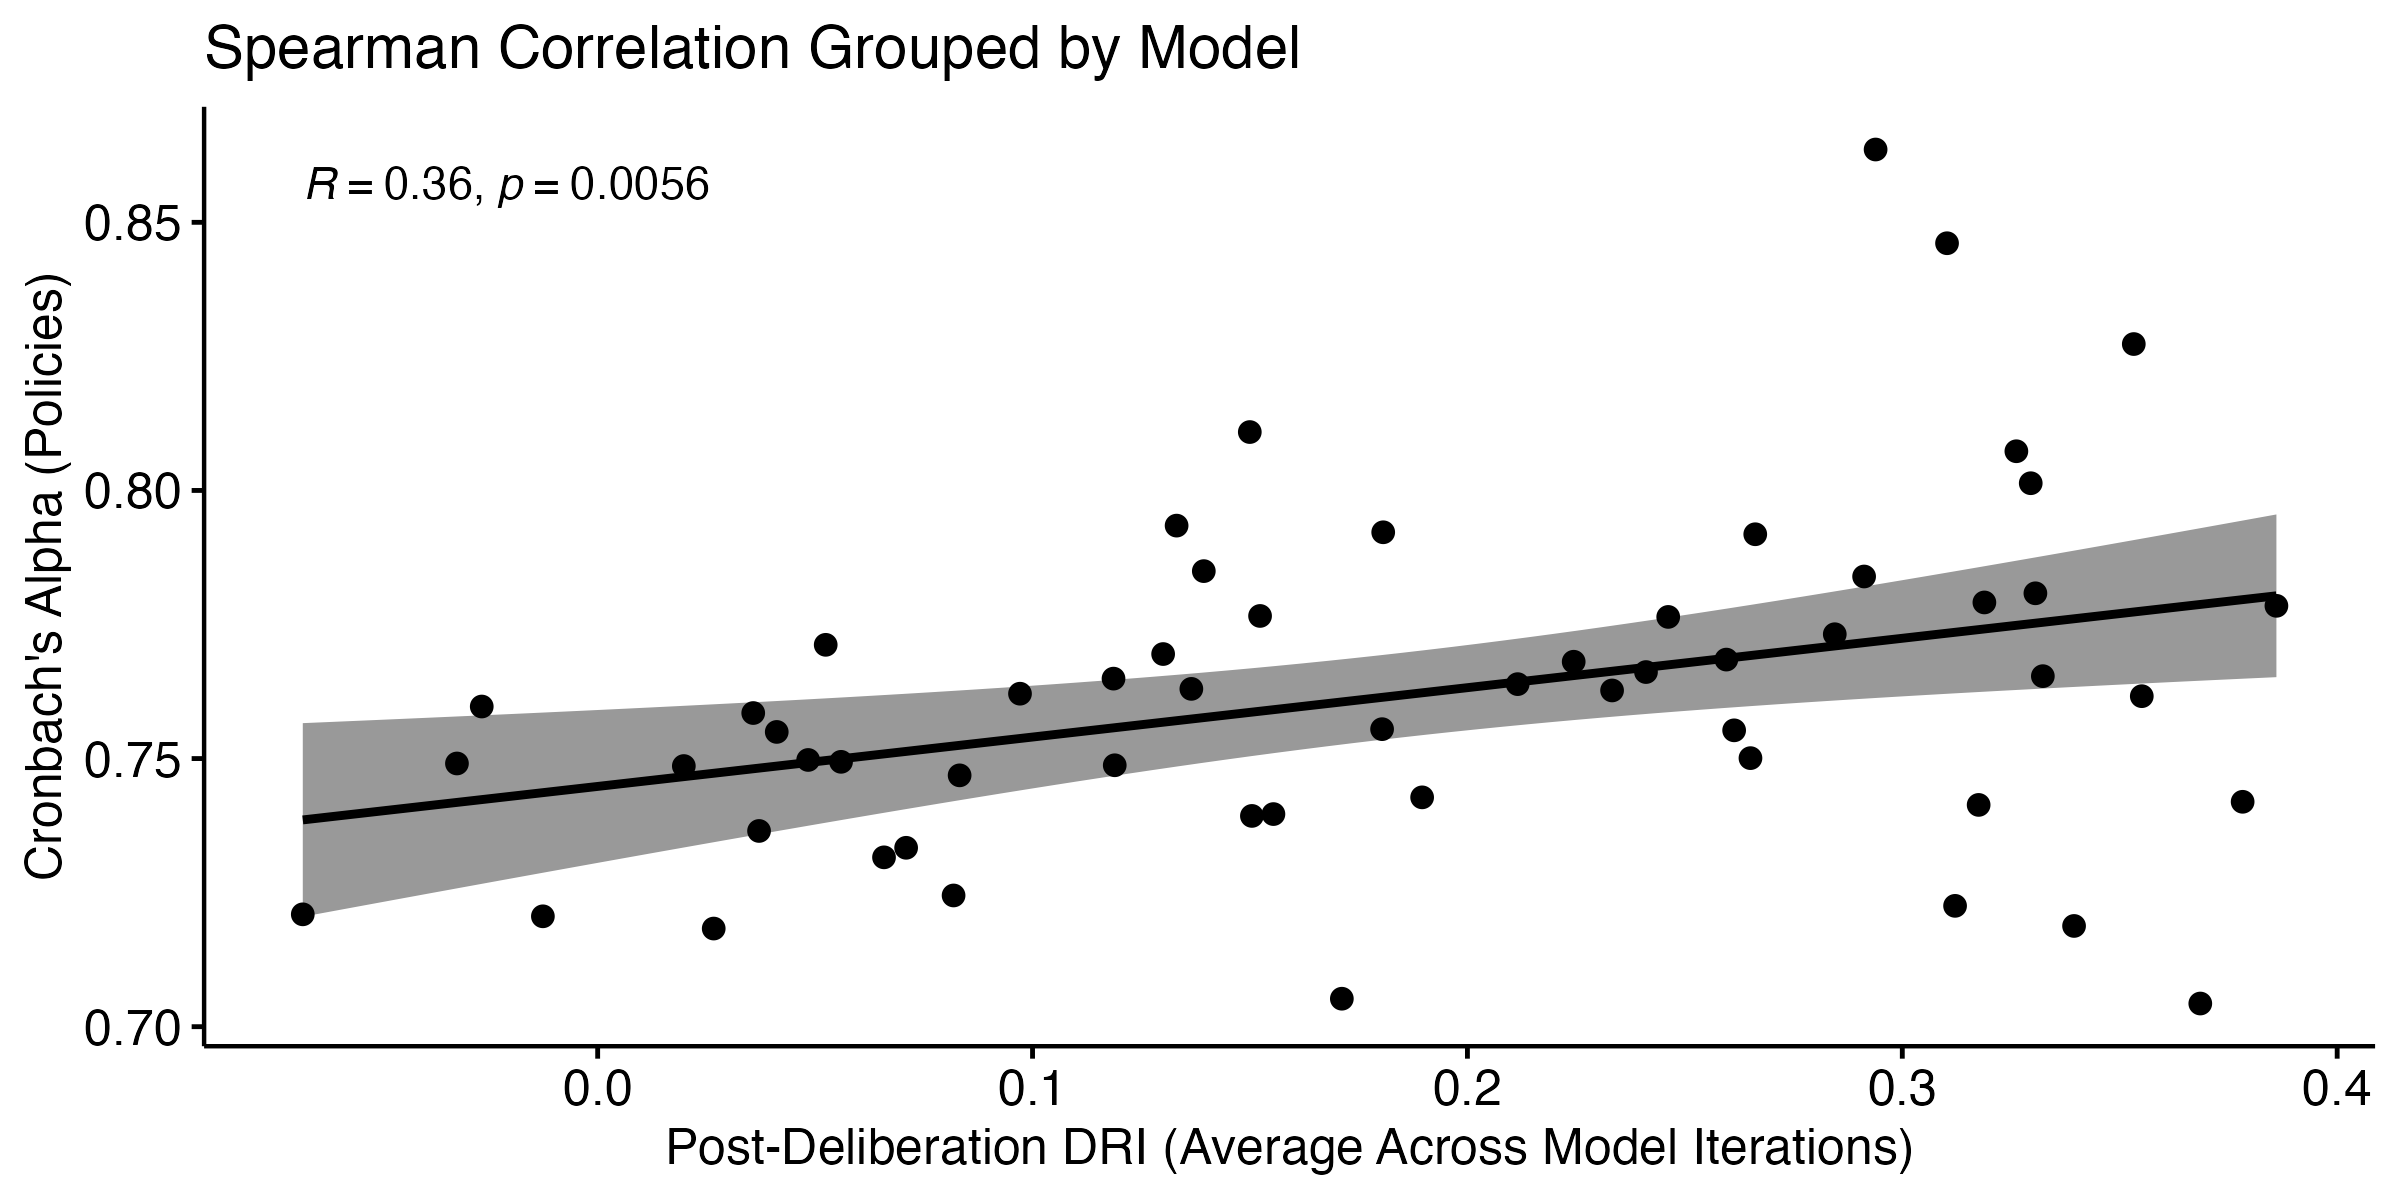 Spearman Correlation Grouped by Model
R = 0.36, p = 0.0056
Cronbach's Alpha (Policies)
0.85
0.80
0.75
0.70
0.0 0.1 0.2 0.3 0.4
Post-Deliberation DRI (Average Across Model Iterations)